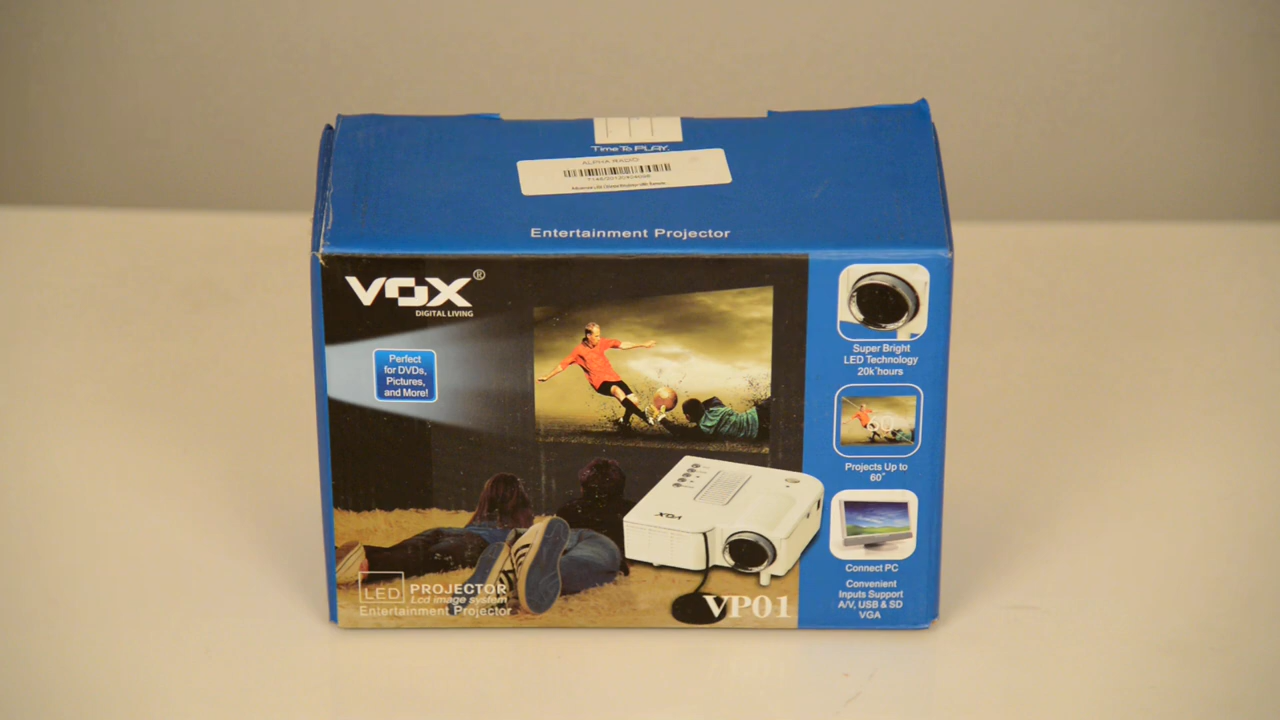 Time To PLAY.
ALPHA RADIO
Entertainment Projector
VOX®
DIGITAL LIVING
Perfect
for DVDs,
Pictures,
and More!
Super Bright
LED Technology
20k+hours
60"
Projects Up to
60"
Connect PC
Convenient
Inputs Support
A/V, USB & SD
VGA
VOX
LED PROJECTOR
Lcd image system
Entertainment Projector
VP01